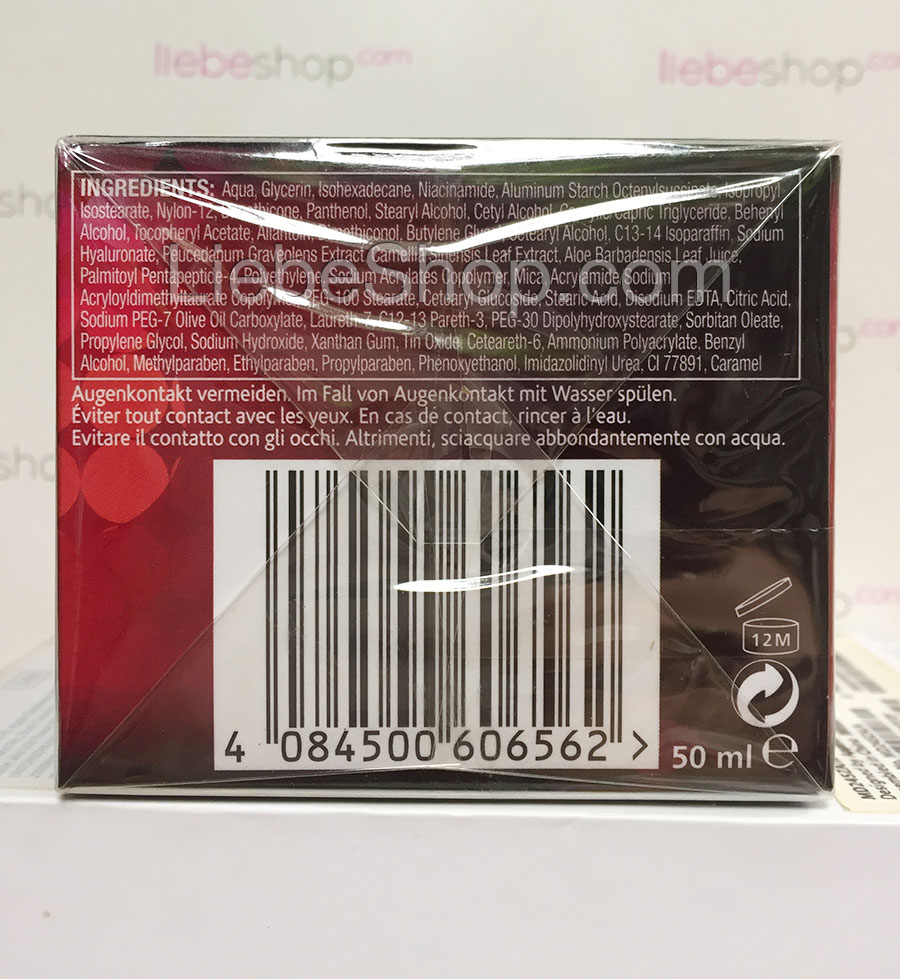 liebeshop.com
liebeshop.com
INGREDIENTS: Aqua, Glycerin, Isohexadecane, Niacinamide, Aluminum Starch Octenylsuccinate, Isopropyl
Isostearate, Nylon-12, Dimethicone, Panthenol, Stearyl Alcohol, Cetyl Alcohol, Caprylic/Capric Triglyceride, Behenyl
Alcohol, Tocopheryl Acetate, Allantoin, Dimethiconol, Butylene Glycol, Cetearyl Alcohol, C13-14 Isoparaffin, Sodium
Hyaluronate, Peucedanum Graveolens Extract, Camellia Sinensis Leaf Extract, Aloe Barbadensis Leaf Juice,
Palmitoyl Pentapeptide-4, Sodium Acrylates Copolymer, Mica, Acrylamide/Sodium
Acryloyldimethyltaurate Copolymer, PEG-100 Stearate, Cetearyl Glucoside, Stearic Acid, Disodium EDTA, Citric Acid,
Sodium PEG-7 Olive Oil Carboxylate, Laureth-7, C12-13 Pareth-3, PEG-30 Dipolyhydroxystearate, Sorbitan Oleate,
Propylene Glycol, Sodium Hydroxide, Xanthan Gum, Tin Oxide, Ceteareth-6, Ammonium Polyacrylate, Benzyl
Alcohol, Methylparaben, Ethylparaben, Propylparaben, Phenoxyethanol, Imidazolidinyl Urea, CI 77891, Caramel
LiebeShop.com
Augenkontakt vermeiden. Im Fall von Augenkontakt mit Wasser spülen.
Éviter tout contact avec les yeux. En cas de contact, rincer à l'eau.
Evitare il contatto con gli occhi. Altrimenti, sciacquare abbondantemente con acqua.
12M
4 084500 606562 >
50 ml e